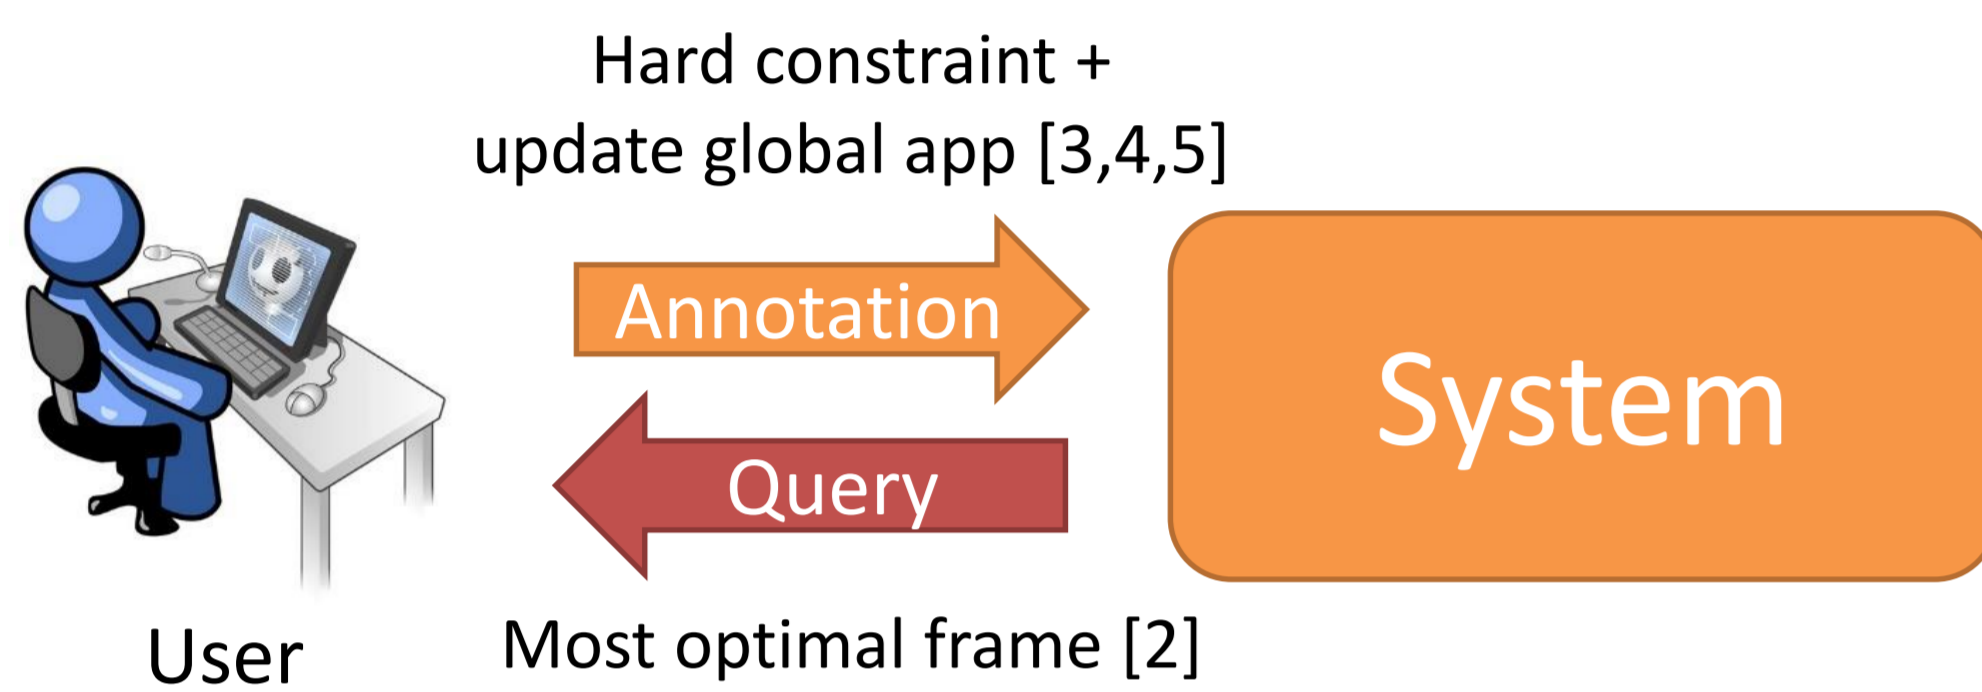 Hard constraint +
update global app [3,4,5]
Annotation
System
Query
User
Most optimal frame [2]